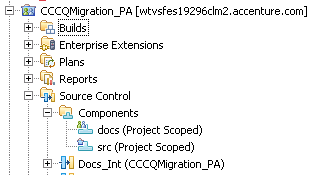 CCCQMigration_PA [wtvsfes19296clm2.accenture.com]
Builds
Enterprise Extensions
Plans
Reports
Source Control
Components
docs (Project Scoped)
src (Project Scoped)
Docs_Int (CCCQMigration_PA)